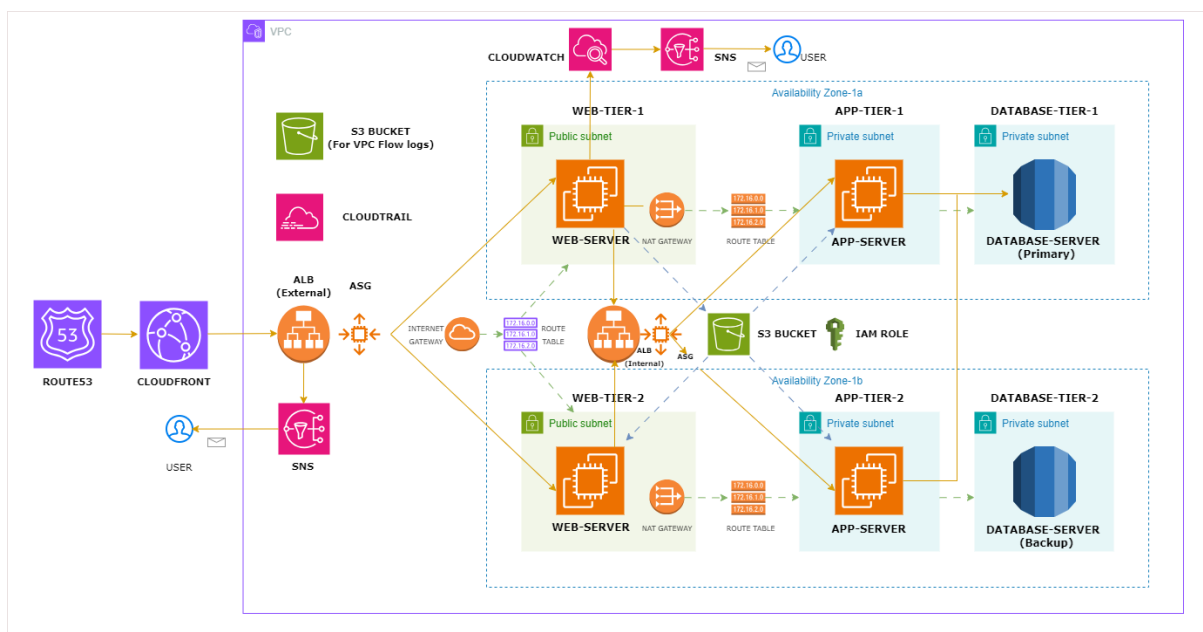 VPC
CLOUDWATCH
SNS
USER
Availability Zone-1a
WEB-TIER-1
APP-TIER-1
DATABASE-TIER-1
S3 BUCKET
(For VPC Flow logs)
Public subnet
Private subnet
Private subnet
172.16.0.0
172.16.1.0
172.16.2.0
CLOUDTRAIL
WEB-SERVER
NAT GATEWAY
ROUTE TABLE
APP-SERVER
DATABASE-SERVER
(Primary)
ALB
(External)
ASG
53
ROUTE53
CLOUDFRONT
INTERNET
GATEWAY
172.16.0.0
172.16.1.0
172.16.2.0
ROUTE
TABLE
ALB
(Internal)
ASG
S3 BUCKET
IAM ROLE
Availability Zone-1b
WEB-TIER-2
APP-TIER-2
DATABASE-TIER-2
Public subnet
Private subnet
Private subnet
USER
SNS
172.16.0.0
172.16.1.0
172.16.2.0
WEB-SERVER
NAT GATEWAY
ROUTE TABLE
APP-SERVER
DATABASE-SERVER
(Backup)